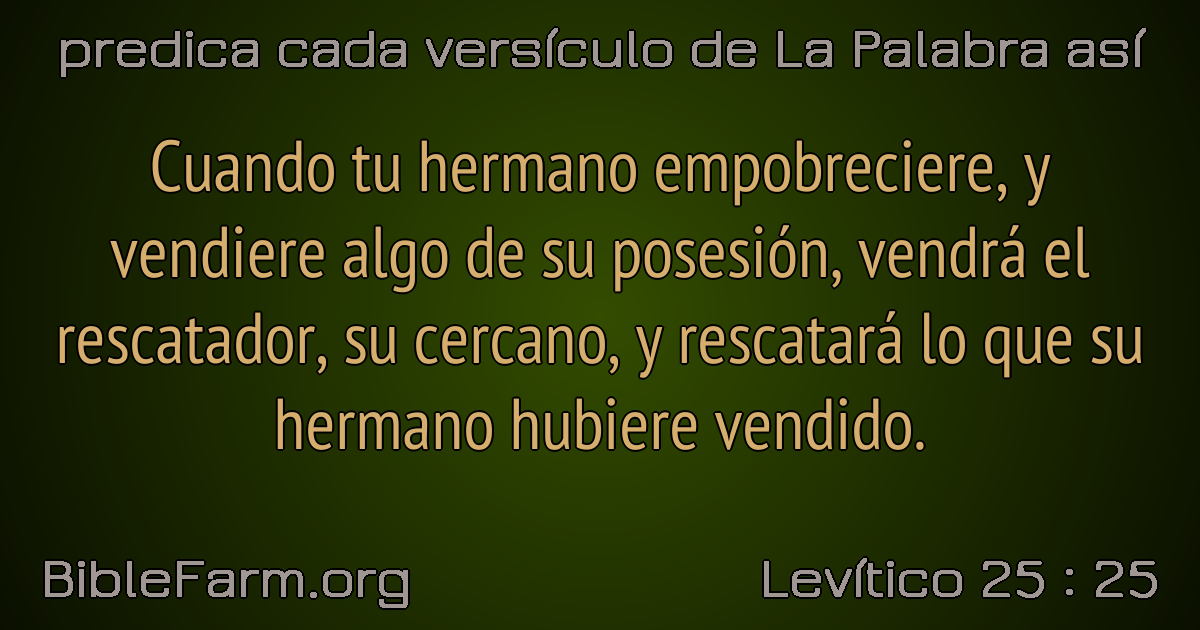 predica cada versículo de La Palabra así
Cuando tu hermano empobreciere, y
vendiere algo de su posesión, vendrá el
rescatador, su cercano, y rescatará lo que su
hermano hubiere vendido.
BibleFarm.org
Levítico 25 : 25